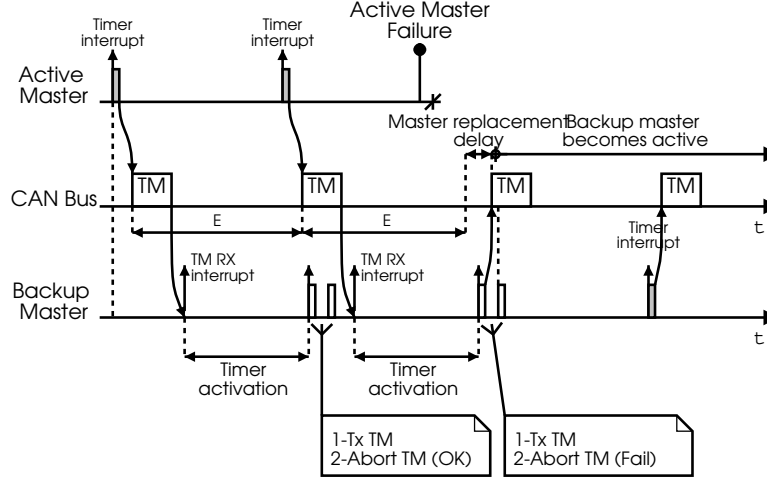 Active Master
Failure
Timer
interrupt
Timer
interrupt
Active
Master
Master replacement
delay
Backup master
becomes active
TM
TM
TM
TM
CAN Bus
E
E
t
Timer
interrupt
TM RX
interrupt
TM RX
interrupt
Backup
Master
t
Timer
activation
Timer
activation
1-Tx TM
2-Abort TM (OK)
1-Tx TM
2-Abort TM (Fail)